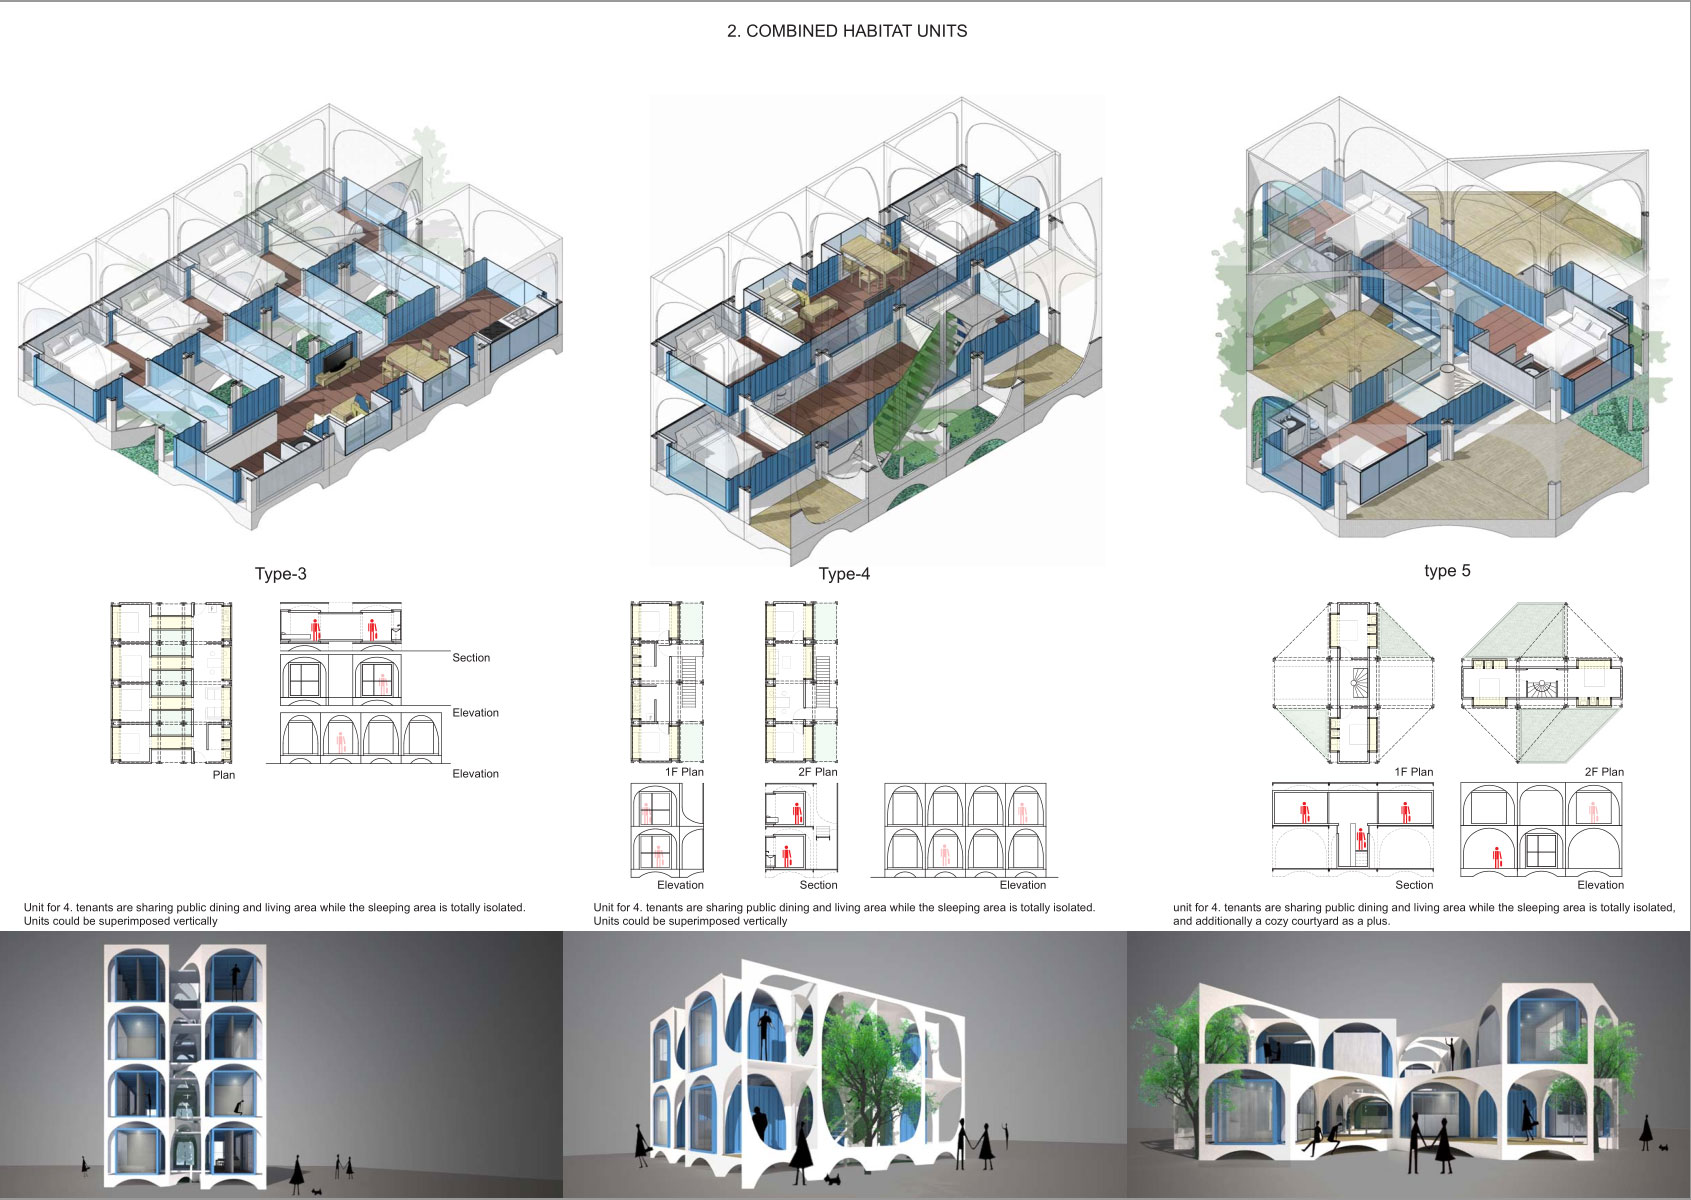 2. COMBINED HABITAT UNITS
Type-3
Type-4
type 5
Section
Elevation
Elevation
Plan
1F Plan
2F Plan
Elevation
Section
Elevation
1F Plan
2F Plan
Section
Elevation
Unit for 4. tenants are sharing public dining and living area while the sleeping area is totally isolated.
Units could be superimposed vertically
Unit for 4. tenants are sharing public dining and living area while the sleeping area is totally isolated.
Units could be superimposed vertically
unit for 4. tenants are sharing public dining and living area while the sleeping area is totally isolated,
and additionally a cozy courtyard as a plus.